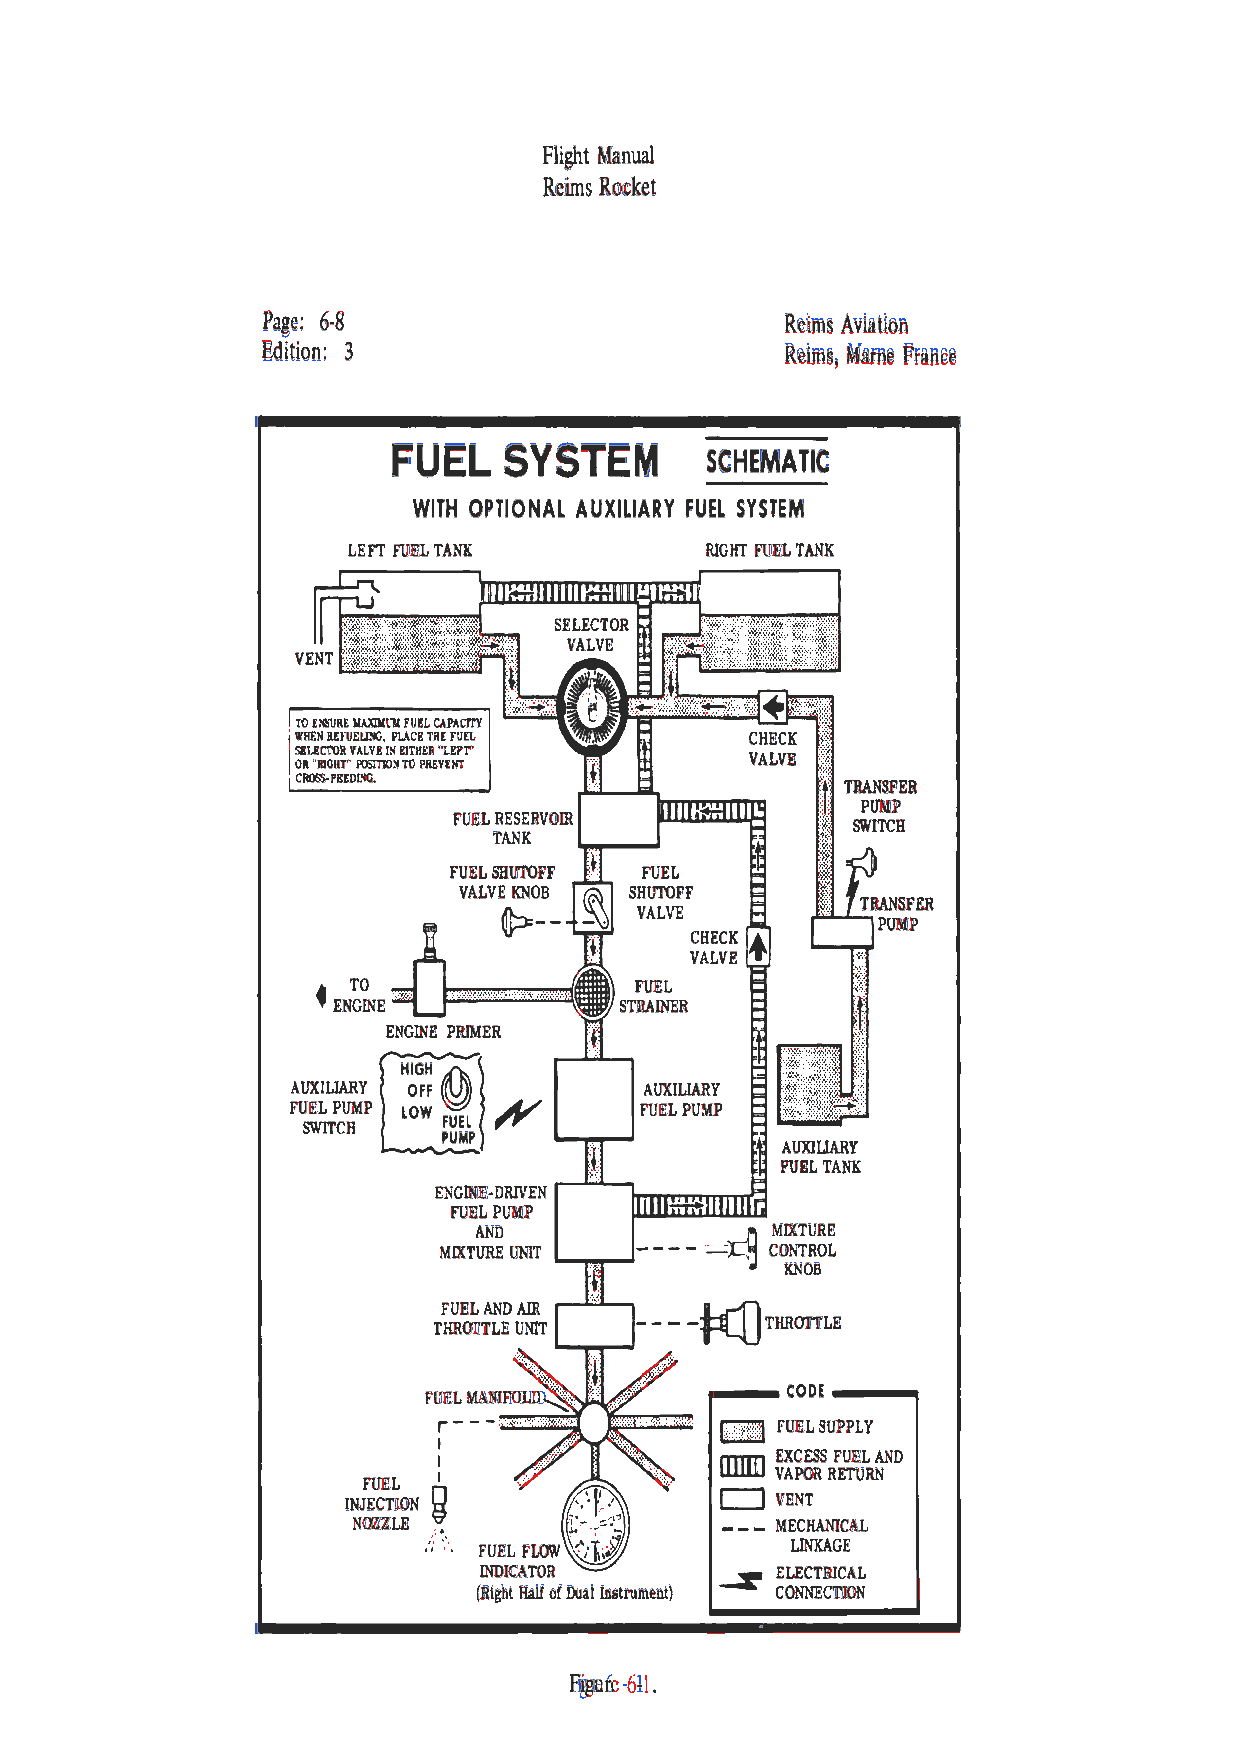 Flight Manual
Reims Rocket
Page: 6-8
Edition: 3
Reims Aviation
Reims, Marne France
FUEL SYSTEM
SCHEMATIC
WITH OPTIONAL AUXILIARY FUEL SYSTEM
LEFT FUEL TANK
RIGHT FUEL TANK
SELECTOR
VALVE
VENT
TO ENSURE MAXIMUM FUEL CAPACITY
WHEN REFUELING, PLACE THE FUEL
SELECTOR VALVE IN EITHER "LEFT"
OR "RIGHT" POSITION TO PREVENT
CROSS-FEEDING.
CHECK
VALVE
TRANSFER
PUMP
SWITCH
FUEL RESERVOIR
TANK
FUEL SHUTOFF
VALVE KNOB
FUEL
SHUTOFF
VALVE
TRANSFER
PUMP
CHECK
VALVE
TO
ENGINE
FUEL
STRAINER
ENGINE PRIMER
HIGH
OFF
LOW
FUEL
PUMP
AUXILIARY
FUEL PUMP
SWITCH
AUXILIARY
FUEL PUMP
AUXILIARY
FUEL TANK
ENGINE-DRIVEN
FUEL PUMP
AND
MIXTURE UNIT
MIXTURE
CONTROL
KNOB
FUEL AND AIR
THROTTLE UNIT
THROTTLE
FUEL MANIFOLD
FUEL
INJECTION
NOZZLE
FUEL FLOW
INDICATOR
(Right Half of Dual Instrument)
CODE
FUEL SUPPLY
EXCESS FUEL AND
VAPOR RETURN
VENT
MECHANICAL
LINKAGE
ELECTRICAL
CONNECTION